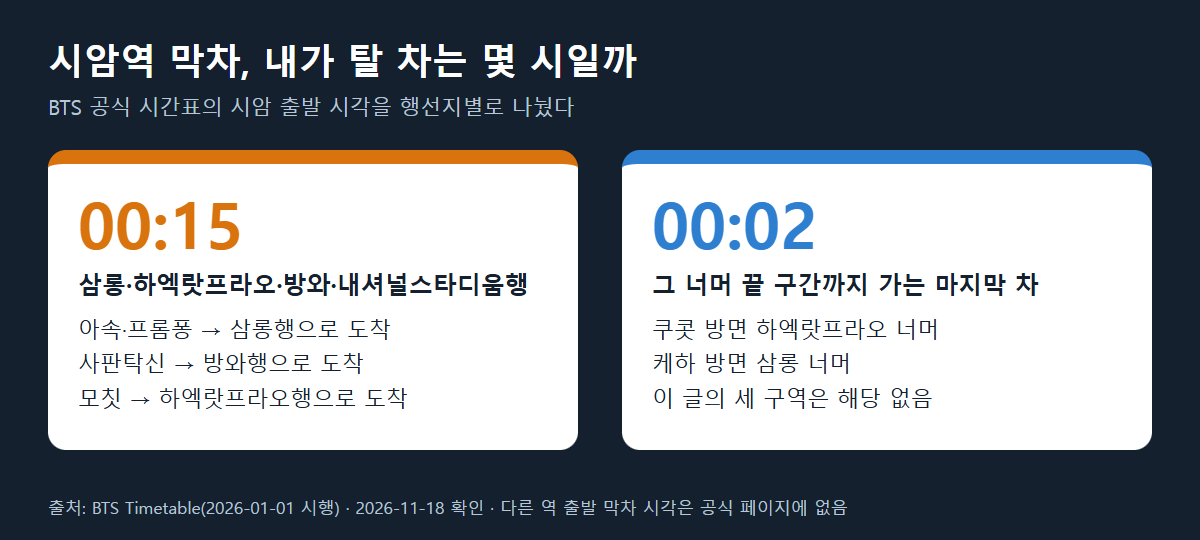 시암역 막차, 내가 탈 차는 몇 시일까
BTS 공식 시간표의 시암 출발 시각을 행선지별로 나눴다
00:15
삼롱·하엑랏프라오·방와·내셔널스타디움행
아속·프롬퐁 → 삼롱행으로 도착
사판탁신 → 방와행으로 도착
모칫 → 하엑랏프라오행으로 도착
00:02
그 너머 끝 구간까지 가는 마지막 차
쿠콧 방면 하엑랏프라오 너머
케하 방면 삼롱 너머
이 글의 세 구역은 해당 없음
출처: BTS Timetable(2026-01-01 시행) · 2026-11-18 확인 · 다른 역 출발 막차 시각은 공식 페이지에 없음